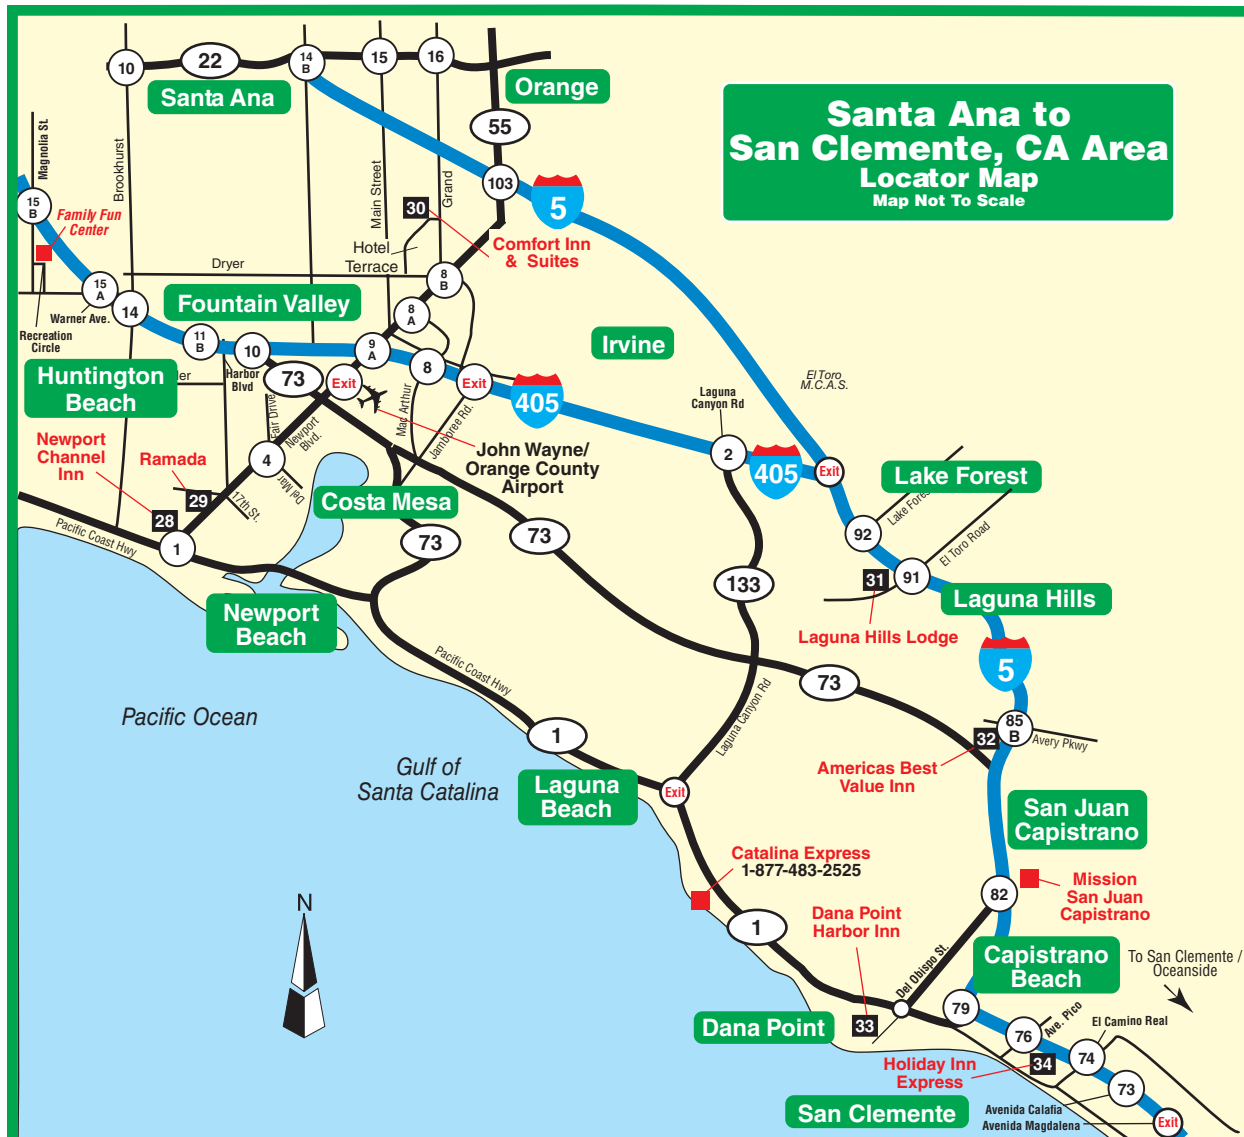 Santa Ana to
San Clemente, CA Area
Locator Map
Map Not To Scale
10
22
14
B
15
16
Santa Ana
Orange
55
103
5
Magnolia St.
Brookhurst
Main Street
Grand
15
B
Family Fun
Center
30
Comfort Inn
& Suites
Hotel
Terrace
Dryer
8
B
15
A
Warner Ave.
14
Fountain Valley
8
A
Recreation
Circle
11
B
10
9
A
8
Irvine
Huntington
Beach
ler
Harbor
Blvd
73
Exit
Exit
405
El Toro
M.C.A.S.
Laguna
Canyon Rd
Fair Drive
Newport
Blvd.
Mac Arthur
Jamboree Rd.
Newport
Channel
Inn
Ramada
4
Del Mar
John Wayne/
Orange County
Airport
2
405
Exit
Lake Forest
Lake Forest
29
17th St.
28
Costa Mesa
1
Pacific Coast Hwy
73
73
92
El Toro Road
133
31
91
Laguna Hills
Newport
Beach
Laguna Hills Lodge
Pacific Coast Hwy
5
73
Laguna Canyon Rd
Pacific Ocean
1
32
85
B
Avery Pkwy
Gulf of
Santa Catalina
Laguna
Beach
Exit
Americas Best
Value Inn
San Juan
Capistrano
Catalina Express
1-877-483-2525
82
Mission
San Juan
Capistrano
N
1
Dana Point
Harbor Inn
Del Obispo St.
Capistrano
Beach
To San Clemente /
Oceanside
Dana Point
33
79
76
Ave. Pico
El Camino Real
Holiday Inn
Express
34
74
73
San Clemente
Avenida Calafia
Avenida Magdalena
Exit